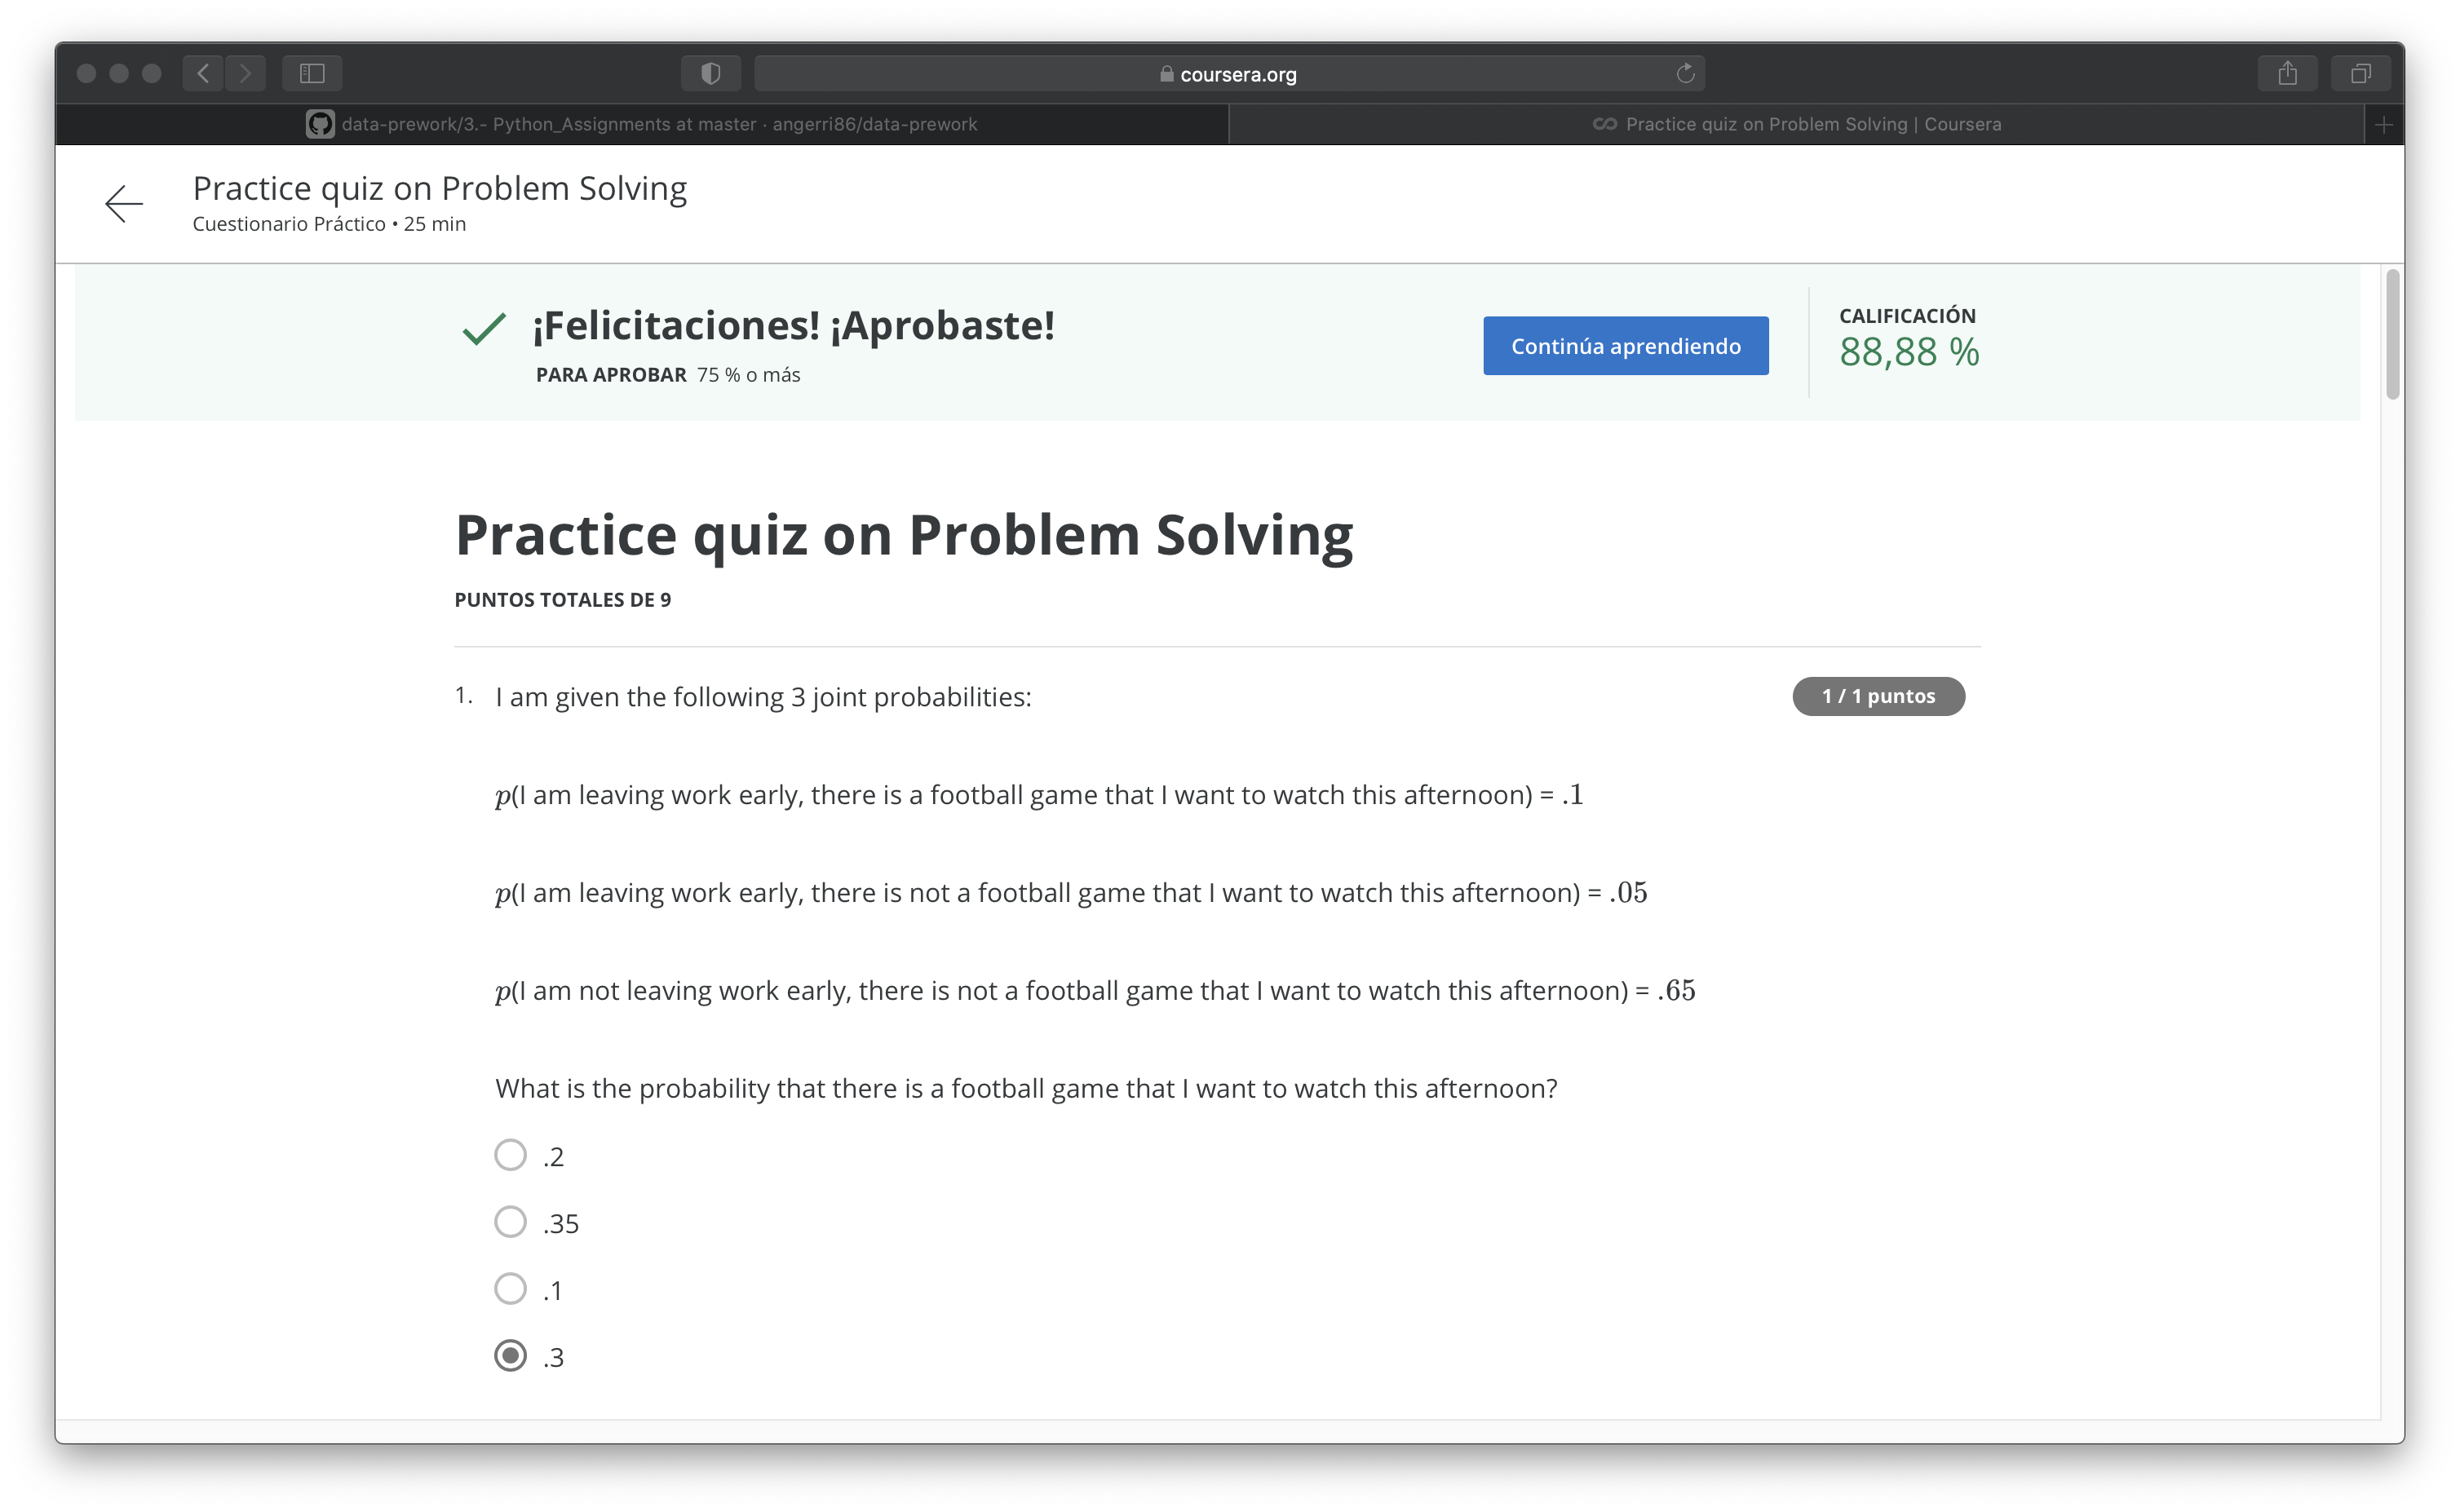 coursera.org
data-prework/3.- Python_Assignments at master · angerri86/data-prework
Practice quiz on Problem Solving | Coursera
Practice quiz on Problem Solving
Cuestionario Práctico • 25 min
¡Felicitaciones! ¡Aprobaste!
PARA APROBAR 75 % o más
Continúa aprendiendo
CALIFICACIÓN
88,88 %
Practice quiz on Problem Solving
PUNTOS TOTALES DE 9
1. I am given the following 3 joint probabilities:
1 / 1 puntos
p(I am leaving work early, there is a football game that I want to watch this afternoon) = .1
p(I am leaving work early, there is not a football game that I want to watch this afternoon) = .05
p(I am not leaving work early, there is not a football game that I want to watch this afternoon) = .65
What is the probability that there is a football game that I want to watch this afternoon?
.2
.35
.1
.3